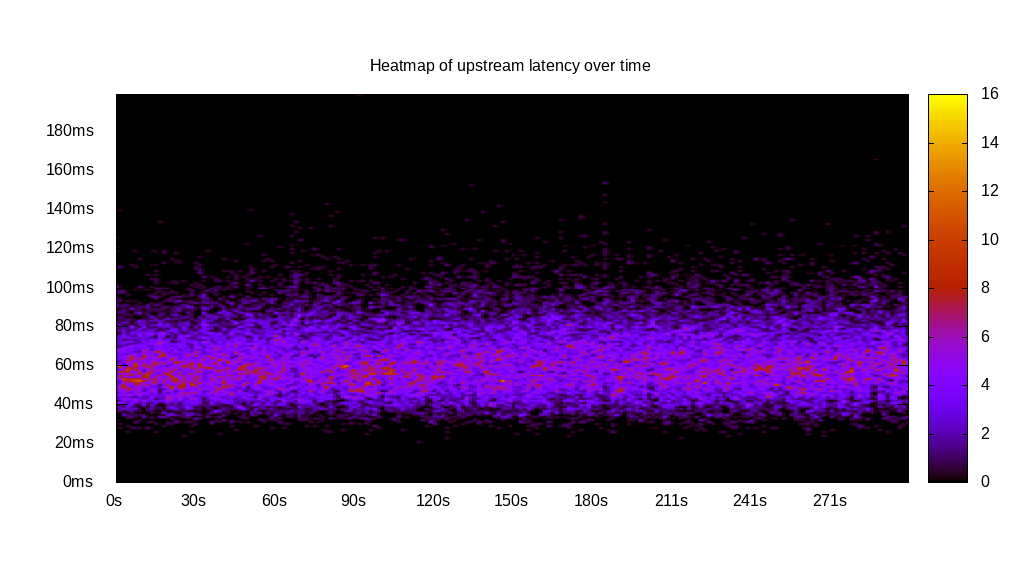 Heatmap of upstream latency over time
180ms
160ms
140ms
120ms
100ms
80ms
60ms
40ms
20ms
0ms
0s 30s 60s 90s 120s 150s 180s 211s 241s 271s
16
14
12
10
8
6
4
2
0